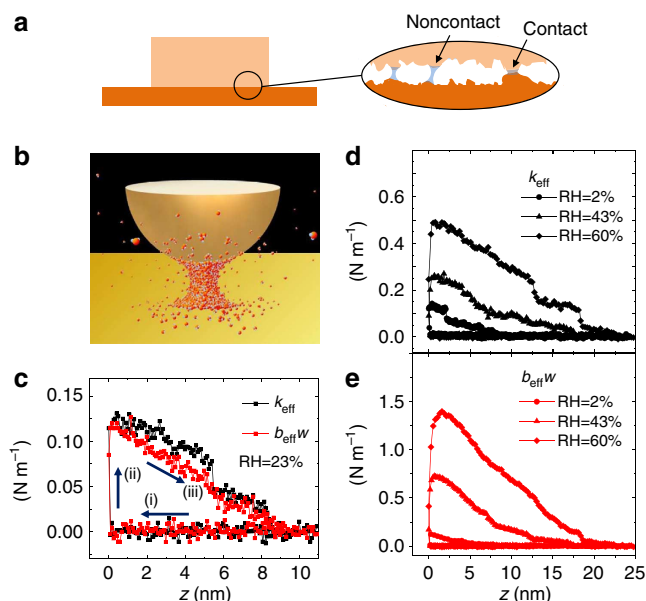 a
Noncontact
Contact
b
c
(N m⁻¹)
0.15
0.10
0.05
0.00
k_eff
b_eff w
RH=23%
(i)
(ii)
(iii)
0 2 4 6 8 10
z (nm)
d
(N m⁻¹)
0.6
0.4
0.2
0.0
k_eff
RH=2%
RH=43%
RH=60%
e
(N m⁻¹)
1.5
1.0
0.5
0.0
b_eff w
RH=2%
RH=43%
RH=60%
0 5 10 15 20 25
z (nm)